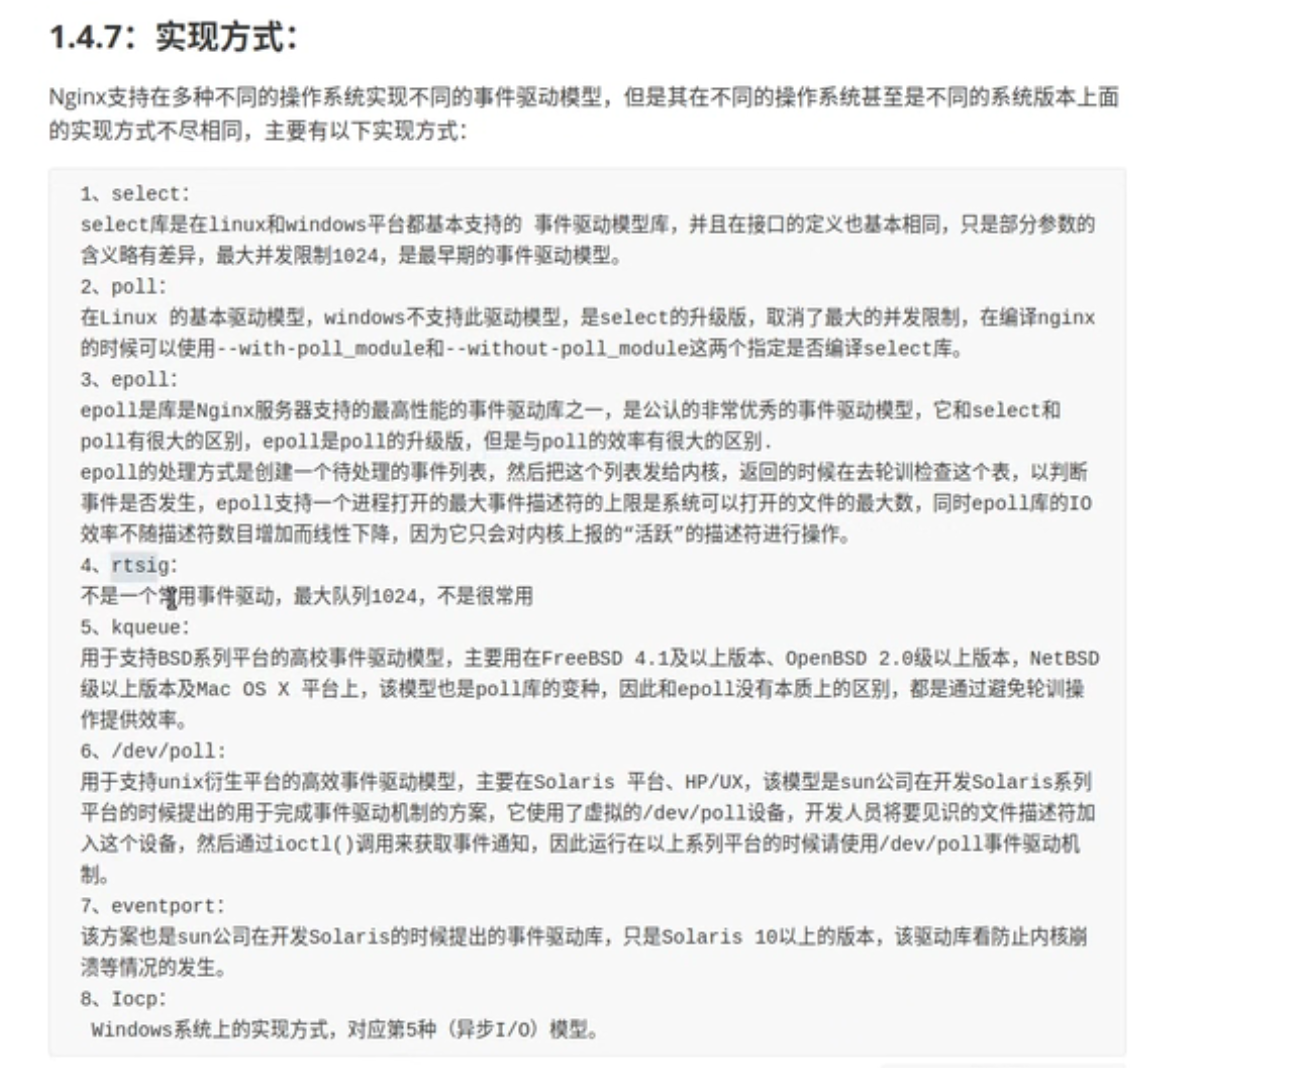 1.4.7：实现方式：
Nginx支持在多种不同的操作系统实现不同的事件驱动模型，但是其在不同的操作系统甚至是不同的系统版本上面
的实现方式不尽相同，主要有以下实现方式：
1、select：
select库是在linux和windows平台都基本支持的 事件驱动模型库，并且在接口的定义也基本相同，只是部分参数的
含义略有差异，最大并发限制1024，是最早期的事件驱动模型。
2、poll：
在Linux 的基本驱动模型，windows不支持此驱动模型，是select的升级版，取消了最大的并发限制，在编译nginx
的时候可以使用--with-poll_module和--without-poll_module这两个指定是否编译select库。
3、epoll：
epoll是库是Nginx服务器支持的最高性能的事件驱动库之一，是公认的非常优秀的事件驱动模型，它和select和
poll有很大的区别，epoll是poll的升级版，但是与poll的效率有很大的区别.
epoll的处理方式是创建一个待处理的事件列表，然后把这个列表发给内核，返回的时候在去轮训检查这个表，以判断
事件是否发生，epoll支持一个进程打开的最大事件描述符的上限是系统可以打开的文件的最大数，同时epoll库的IO
效率不随描述符数目增加而线性下降，因为它只会对内核上报的“活跃”的描述符进行操作。
4、rtsig：
不是一个常用事件驱动，最大队列1024，不是很常用
5、kqueue：
用于支持BSD系列平台的高校事件驱动模型，主要用在FreeBSD 4.1及以上版本、OpenBSD 2.0级以上版本，NetBSD
级以上版本及Mac OS X 平台上，该模型也是poll库的变种，因此和epoll没有本质上的区别，都是通过避免轮训操
作提供效率。
6、/dev/poll：
用于支持unix衍生平台的高效事件驱动模型，主要在Solaris 平台、HP/UX，该模型是sun公司在开发Solaris系列
平台的时候提出的用于完成事件驱动机制的方案，它使用了虚拟的/dev/poll设备，开发人员将要见识的文件描述符加
入这个设备，然后通过ioctl()调用来获取事件通知，因此运行在以上系列平台的时候请使用/dev/poll事件驱动机
制。
7、eventport：
该方案也是sun公司在开发Solaris的时候提出的事件驱动库，只是Solaris 10以上的版本，该驱动库看防止内核崩
溃等情况的发生。
8、Iocp：
Windows系统上的实现方式，对应第5种（异步I/O）模型。